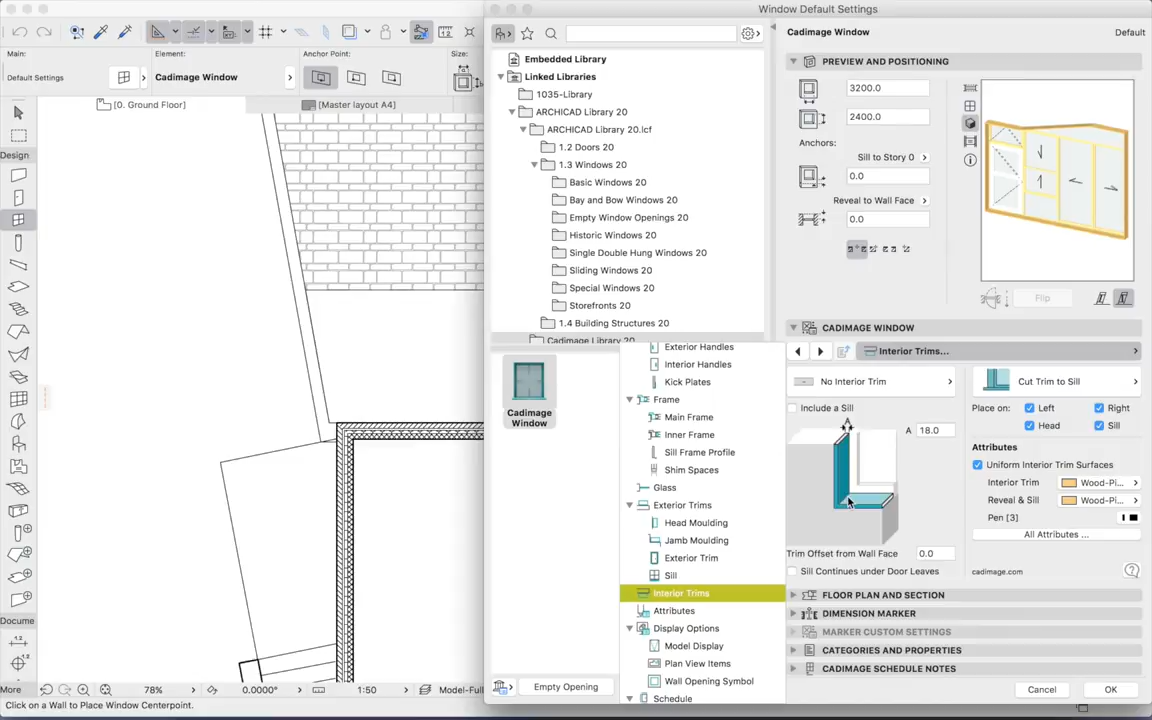 Window Default Settings
Main:
Element:
Anchor Point:
Size:
Default Settings
Cadimage Window
[0. Ground Floor]
[Master layout A4]
Design
Docume
More
78%
0.0000°
1:50
Model-Full
Click on a Wall to Place Window Centerpoint.
Embedded Library
Linked Libraries
1035-Library
ARCHICAD Library 20
ARCHICAD Library 20.lcf
1.2 Doors 20
1.3 Windows 20
Basic Windows 20
Bay and Bow Windows 20
Empty Window Openings 20
Historic Windows 20
Single Double Hung Windows 20
Sliding Windows 20
Special Windows 20
Storefronts 20
1.4 Building Structures 20
Cadimage Library 20
Cadimage
Window
Empty Opening
Exterior Handles
Interior Handles
Kick Plates
Frame
Main Frame
Inner Frame
Sill Frame Profile
Shim Spaces
Glass
Exterior Trims
Head Moulding
Jamb Moulding
Exterior Trim
Sill
Interior Trims
Attributes
Display Options
Model Display
Plan View Items
Wall Opening Symbol
Schedule
Cadimage Window
Default
PREVIEW AND POSITIONING
3200.0
2400.0
Anchors:
Sill to Story 0
0.0
Reveal to Wall Face
0.0
Flip
CADIMAGE WINDOW
Interior Trims...
No Interior Trim
Cut Trim to Sill
Include a Sill
A
A 18.0
Place on:
Left
Right
Head
Sill
Attributes
Uniform Interior Trim Surfaces
Interior Trim
Wood-Pi...
Reveal & Sill
Wood-Pi...
Pen [3]
1
All Attributes ...
Trim Offset from Wall Face
0.0
Sill Continues under Door Leaves
cadimage.com
?
FLOOR PLAN AND SECTION
DIMENSION MARKER
MARKER CUSTOM SETTINGS
CATEGORIES AND PROPERTIES
CADIMAGE SCHEDULE NOTES
Cancel
OK